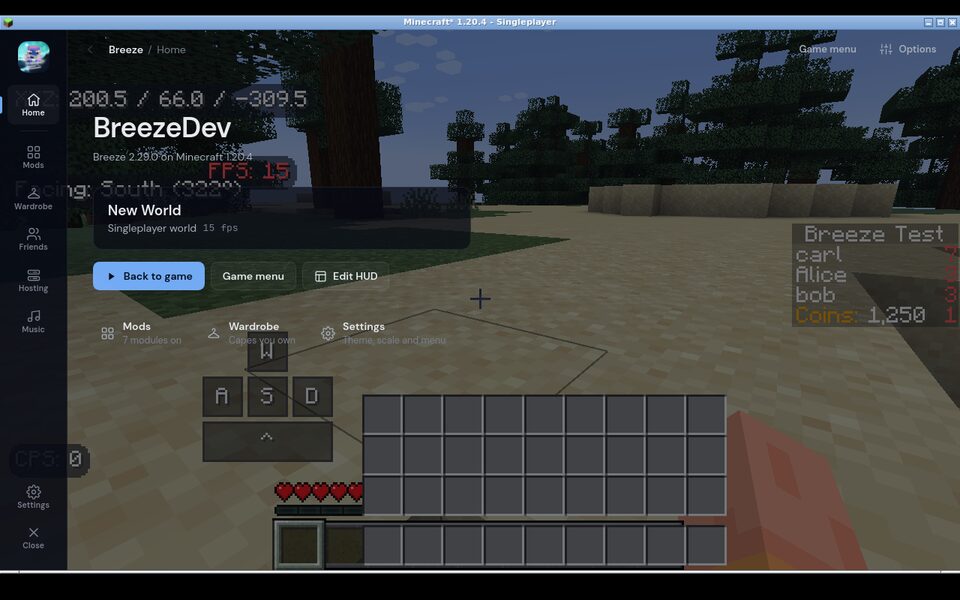 Minecraft* 1.20.4 - Singleplayer
Breeze / Home
Game menu
Options
Home
XYZ: 200.5 / 66.0 / -309.5
BreezeDev
Breeze 2.29.0 on Minecraft 1.20.4
FPS: 15
Mods
Facing: South (322°)
Wardrobe
New World
Singleplayer world 15 fps
Friends
Breeze Test
carl
Alice
bob 3
Coins: 1,250 1
Back to game
Game menu
Edit HUD
Hosting
Music
Mods
7 modules on
Wardrobe
Capes you own
Settings
Theme, scale and menu
W
A S D
^
CPS: 0
Settings
Close